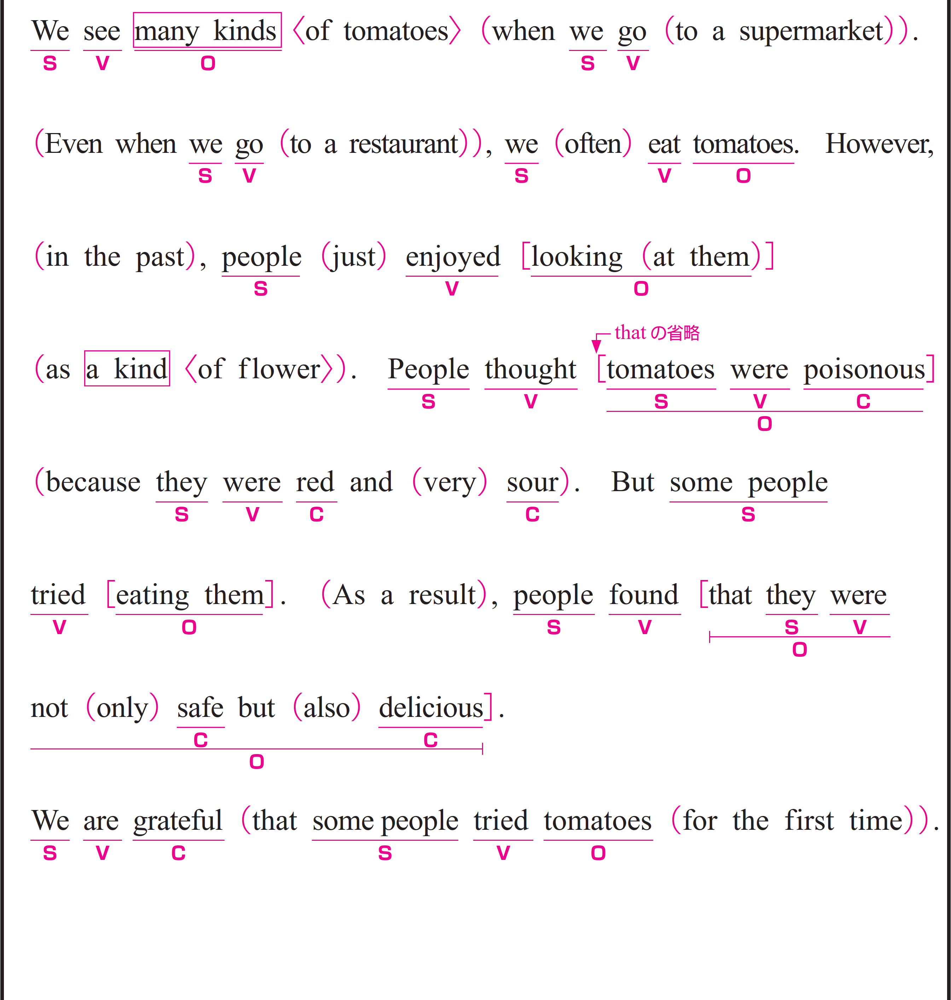 We see many kinds 〈of tomatoes〉 (when we go (to a supermarket)).
S V O S V
(Even when we go (to a restaurant)), we (often) eat tomatoes. However,
S V S V O
(in the past), people (just) enjoyed [looking (at them)]
S V O
thatの省略
(as a kind 〈of flower〉). People thought [tomatoes were poisonous]
S V S V C
O
(because they were red and (very) sour). But some people
S V C C S
tried [eating them]. (As a result), people found [that they were
V O S V S V
O
not (only) safe but (also) delicious].
C C
O
We are grateful (that some people tried tomatoes (for the first time)).
S V C S V O